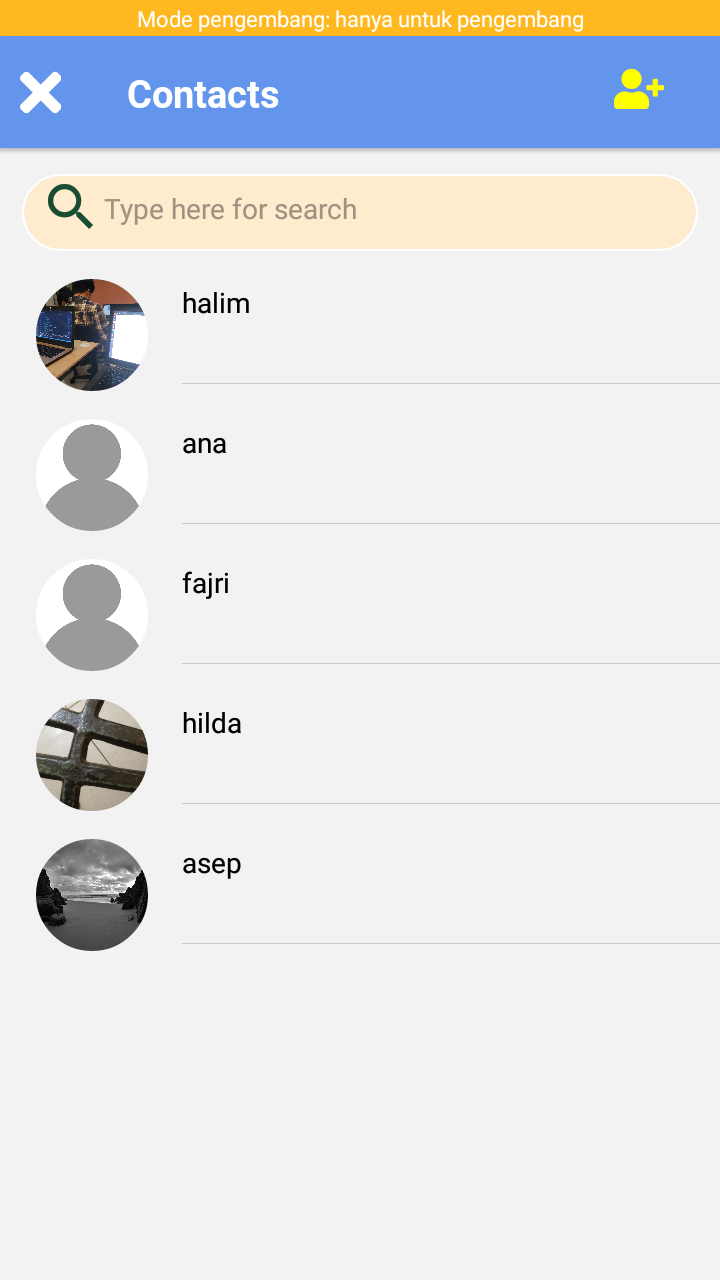 Mode pengembang: hanya untuk pengembang
Contacts
Type here for search
halim
ana
fajri
hilda
asep